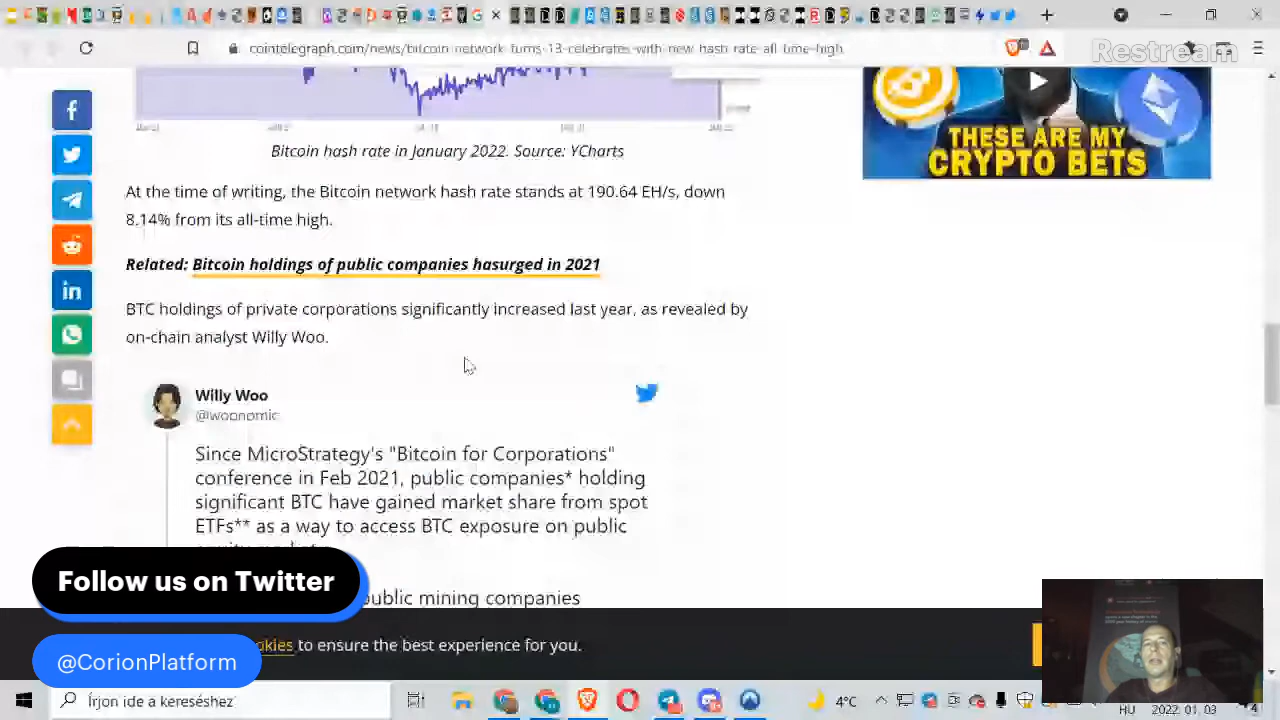 cointelegraph.com/news/bitcoin-network-turns-13-celebrates-with-new-hash-rate-all-time-high
Restream
THESE ARE MY
CRYPTO BETS
Bitcoin hash rate in January 2022. Source: YCharts
At the time of writing, the Bitcoin network hash rate stands at 190.64 EH/s, down
8.14% from its all-time high.
Related: Bitcoin holdings of public companies hasurged in 2021
BTC holdings of private corporations significantly increased last year, as revealed by
on-chain analyst Willy Woo.
Willy Woo
@woonomic
Since MicroStrategy's "Bitcoin for Corporations"
conference in Feb 2021, public companies* holding
significant BTC have gained market share from spot
ETFs** as a way to access BTC exposure on public
public mining companies
Follow us on Twitter
to ensure the best experience for you.
@CorionPlatform
Írjon ide a kereséshez
4°C
HU
2022. 01. 03